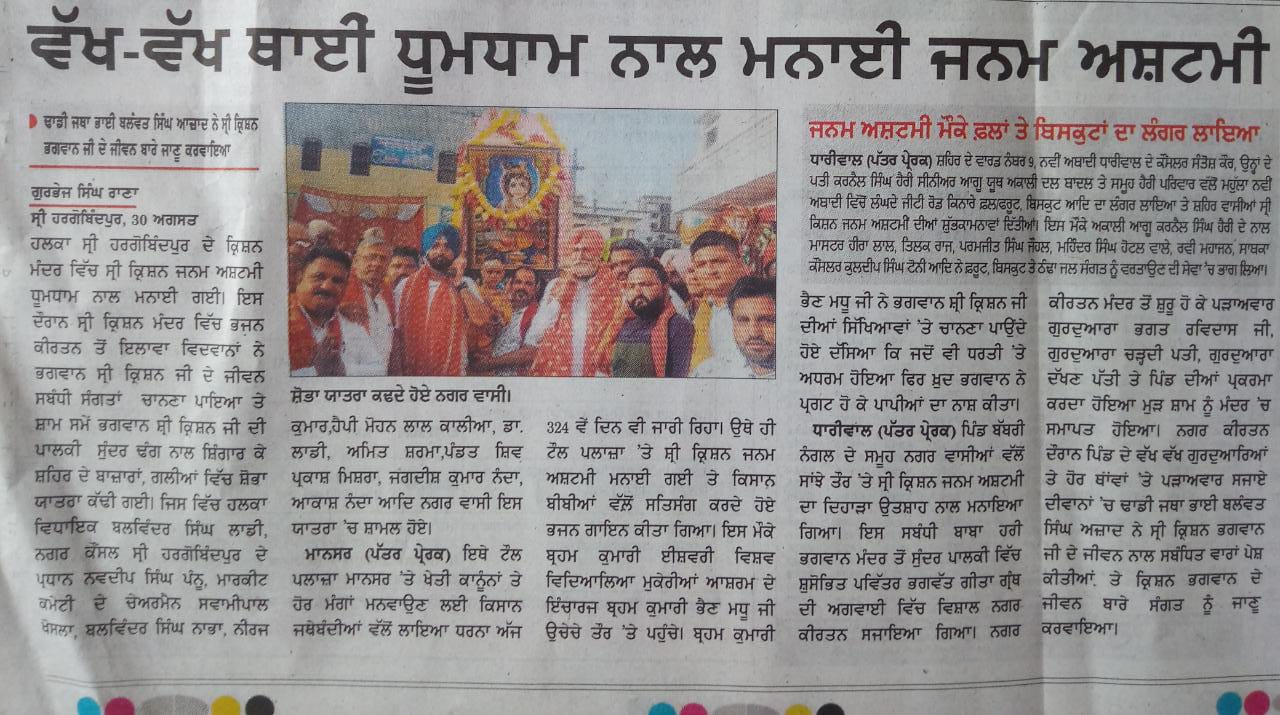 ਵੱਖ-ਵੱਖ ਥਾਈਂ ਧੂਮਧਾਮ ਨਾਲ ਮਨਾਈ ਜਨਮ ਅਸ਼ਟਮੀ
ਢਾਡੀ ਜਥਾ ਭਾਈ ਬਲਵੰਤ ਸਿੰਘ ਆਜ਼ਾਦ ਨੇ ਸ੍ਰੀ ਕ੍ਰਿਸ਼ਨ
ਭਗਵਾਨ ਜੀ ਦੇ ਜੀਵਨ ਬਾਰੇ ਜਾਣੂ ਕਰਵਾਇਆ
ਗੁਰਭੇਜ ਸਿੰਘ ਰਾਣਾ
ਸ੍ਰੀ ਹਰਗੋਬਿੰਦਪੁਰ, 30 ਅਗਸਤ
ਹਲਕਾ ਸ੍ਰੀ ਹਰਗੋਬਿੰਦਪੁਰ ਦੇ ਕ੍ਰਿਸ਼ਨ
ਮੰਦਰ ਵਿੱਚ ਸ੍ਰੀ ਕ੍ਰਿਸ਼ਨ ਜਨਮ ਅਸ਼ਟਮੀ
ਧੂਮਧਾਮ ਨਾਲ ਮਨਾਈ ਗਈ। ਇਸ
ਦੌਰਾਨ ਸ੍ਰੀ ਕ੍ਰਿਸ਼ਨ ਮੰਦਰ ਵਿੱਚ ਭਜਨ
ਕੀਰਤਨ ਤੋਂ ਇਲਾਵਾ ਵਿਦਵਾਨਾਂ ਨੇ
ਭਗਵਾਨ ਸ੍ਰੀ ਕ੍ਰਿਸ਼ਨ ਜੀ ਦੇ ਜੀਵਨ
ਸਬੰਧੀ ਸੰਗਤਾਂ ਚਾਨਣਾ ਪਾਇਆ ਤੇ
ਸ਼ਾਮ ਸਮੇਂ ਭਗਵਾਨ ਸ੍ਰੀ ਕ੍ਰਿਸ਼ਨ ਜੀ ਦੀ
ਪਾਲਕੀ ਸੁੰਦਰ ਢੰਗ ਨਾਲ ਸ਼ਿੰਗਾਰ ਕੇ
ਸ਼ਹਿਰ ਦੇ ਬਾਜ਼ਾਰਾਂ, ਗਲੀਆਂ ਵਿੱਚ ਸ਼ੋਭਾ
ਯਾਤਰਾ ਕੱਢੀ ਗਈ। ਜਿਸ ਵਿੱਚ ਹਲਕਾ
ਵਿਧਾਇਕ ਬਲਵਿੰਦਰ ਸਿੰਘ ਲਾਡੀ,
ਨਗਰ ਕੌਂਸਲ ਸ੍ਰੀ ਹਰਗੋਬਿੰਦਪੁਰ ਦੇ
ਪ੍ਰਧਾਨ ਨਵਦੀਪ ਸਿੰਘ ਪੰਨੂ, ਮਾਰਕੀਟ
ਕਮੇਟੀ ਦੇ ਚੇਅਰਮੈਨ ਸਵਾਮੀਪਾਲ
ਖੋਸਲਾ, ਬਲਵਿੰਦਰ ਸਿੰਘ ਨਾਭਾ, ਨੀਰਜ
ਸ਼ੋਭਾ ਯਾਤਰਾ ਕਢਦੇ ਹੋਏ ਨਗਰ ਵਾਸੀ।
ਕੁਮਾਰ,ਹੈਪੀ ਮੋਹਨ ਲਾਲ ਕਾਲੀਆ, ਡਾ.
ਲਾਡੀ, ਅਮਿਤ ਸ਼ਰਮਾ,ਪੰਡਤ ਸ਼ਿਵ
ਪ੍ਰਕਾਸ਼ ਮਿਸ਼ਰਾ, ਜਗਦੀਸ਼ ਕੁਮਾਰ ਨੰਦਾ,
ਆਕਾਸ਼ ਨੰਦਾ ਆਦਿ ਨਗਰ ਵਾਸੀ ਇਸ
ਯਾਤਰਾ ’ਚ ਸ਼ਾਮਲ ਹੋਏ।
ਮਾਨਸਰ (ਪੱਤਰ ਪ੍ਰੇਰਕ) ਇਥੇ ਟੌਲ
ਪਲਾਜ਼ਾ ਮਾਨਸਰ ’ਤੇ ਖੇਤੀ ਕਾਨੂੰਨਾਂ ਤੇ
ਹੋਰ ਮੰਗਾਂ ਮਨਵਾਉਣ ਲਈ ਕਿਸਾਨ
ਜਥੇਬੰਦੀਆਂ ਵੱਲੋਂ ਲਾਇਆ ਧਰਨਾ ਅੱਜ
324 ਵੇਂ ਦਿਨ ਵੀ ਜਾਰੀ ਰਿਹਾ। ਉਥੇ ਹੀ
ਟੌਲ ਪਲਾਜ਼ਾ ’ਤੇ ਸ੍ਰੀ ਕ੍ਰਿਸ਼ਨ ਜਨਮ
ਅਸ਼ਟਮੀ ਮਨਾਈ ਗਈ ਤੇ ਕਿਸਾਨ
ਬੀਬੀਆਂ ਵੱਲੋਂ ਸਤਿਸੰਗ ਕਰਦੇ ਹੋਏ
ਭਜਨ ਗਾਇਨ ਕੀਤਾ ਗਿਆ। ਇਸ ਮੌਕੇ
ਬ੍ਰਹਮ ਕੁਮਾਰੀ ਈਸ਼ਵਰੀ ਵਿਸ਼ਵ
ਵਿਦਿਆਲਿਆ ਮੁਕੇਰੀਆਂ ਆਸ਼ਰਮ ਦੇ
ਇੰਚਾਰਜ ਬ੍ਰਹਮ ਕੁਮਾਰੀ ਭੈਣ ਮਧੂ ਜੀ
ਉਚੇਚੇ ਤੌਰ ’ਤੇ ਪਹੁੰਚੇ। ਬ੍ਰਹਮ ਕੁਮਾਰੀ
ਜਨਮ ਅਸ਼ਟਮੀ ਮੌਕੇ ਫ਼ਲਾਂ ਤੇ ਬਿਸਕੁਟਾਂ ਦਾ ਲੰਗਰ ਲਾਇਆ
ਧਾਰੀਵਾਲ (ਪੱਤਰ ਪ੍ਰੇਰਕ) ਸ਼ਹਿਰ ਦੇ ਵਾਰਡ ਨੰਬਰ 9, ਨਵੀਂ ਅਬਾਦੀ ਧਾਰੀਵਾਲ ਦੇ ਕੌਂਸਲਰ ਸੰਤੋਸ਼ ਕੌਰ, ਉਨ੍ਹਾਂ ਦੇ
ਪਤੀ ਕਰਨੈਲ ਸਿੰਘ ਹੈਰੀ ਸੀਨੀਅਰ ਆਗੂ ਯੂਥ ਅਕਾਲੀ ਦਲ ਬਾਦਲ ਤੇ ਸਮੂਹ ਹੈਰੀ ਪਰਿਵਾਰ ਵੱਲੋਂ ਮਹੁੱਲਾ ਨਵੀਂ
ਅਬਾਦੀ ਵਿੱਚੋਂ ਲੰਘਦੇ ਜੀਟੀ ਰੋਡ ਕਿਨਾਰੇ ਫ਼ਲਫਰੂਟ, ਬਿਸਕੁਟ ਆਦਿ ਦਾ ਲੰਗਰ ਲਾਇਆ ਤੇ ਸ਼ਹਿਰ ਵਾਸੀਆਂ ਸ੍ਰੀ
ਕਿਸ਼ਨ ਜਨਮ ਅਸ਼ਟਮੀ ਦੀਆਂ ਸ਼ੁੱਭਕਾਮਨਾਵਾਂ ਦਿੱਤੀਆਂ। ਇਸ ਮੌਕੇ ਅਕਾਲੀ ਆਗੂ ਕਰਨੈਲ ਸਿੰਘ ਹੈਰੀ ਦੇ ਨਾਲ
ਮਾਸਟਰ ਹੀਰਾ ਲਾਲ, ਤਿਲਕ ਰਾਜ, ਪਰਮਜੀਤ ਸਿੰਘ ਜੌਹਲ, ਮਹਿੰਦਰ ਸਿੰਘ ਹੋਟਲ ਵਾਲੇ, ਰਵੀ ਮਹਾਜਨ, ਸਾਬਕਾ
ਕੌਂਸਲਰ ਕੁਲਦੀਪ ਸਿੰਘ ਟੋਨੀ ਆਦਿ ਨੇ ਫ਼ਰੂਟ, ਬਿਸਕੁਟ ਤੇ ਠੰਢਾ ਜਲ ਸੰਗਤ ਨੂੰ ਵਰਤਾਉਣ ਦੀ ਸੇਵਾ ’ਚ ਭਾਗ ਲਿਆ।
ਭੈਣ ਮਧੂ ਜੀ ਨੇ ਭਗਵਾਨ ਸ਼੍ਰੀ ਕ੍ਰਿਸ਼ਨ ਜੀ
ਦੀਆਂ ਸਿੱਖਿਆਵਾਂ ’ਤੇ ਚਾਨਣਾ ਪਾਉਂਦੇ
ਹੋਏ ਦੱਸਿਆ ਕਿ ਜਦੋਂ ਵੀ ਧਰਤੀ ’ਤੇ
ਅਧਰਮ ਹੋਇਆ ਫਿਰ ਖ਼ੁਦ ਭਗਵਾਨ ਨੇ
ਪ੍ਰਗਟ ਹੋ ਕੇ ਪਾਪੀਆਂ ਦਾ ਨਾਸ਼ ਕੀਤਾ।
ਧਾਰੀਵਾਲ (ਪੱਤਰ ਪ੍ਰੇਰਕ) ਪਿੰਡ ਬੱਬਰੀ
ਨੰਗਲ ਦੇ ਸਮੂਹ ਨਗਰ ਵਾਸੀਆਂ ਵੱਲੋਂ
ਸਾਂਝੇ ਤੌਰ ’ਤੇ ਸ੍ਰੀ ਕ੍ਰਿਸ਼ਨ ਜਨਮ ਅਸ਼ਟਮੀ
ਦਾ ਦਿਹਾੜਾ ਉਤਸ਼ਾਹ ਨਾਲ ਮਨਾਇਆ
ਗਿਆ। ਇਸ ਸਬੰਧੀ ਬਾਬਾ ਹਰੀ
ਭਗਵਾਨ ਮੰਦਰ ਤੋਂ ਸੁੰਦਰ ਪਾਲਕੀ ਵਿੱਚ
ਸ਼ੁਸ਼ੋਭਿਤ ਪਵਿੱਤਰ ਭਗਵੱਤ ਗੀਤਾ ਗ੍ਰੰਥ
ਦੀ ਅਗਵਾਈ ਵਿੱਚ ਵਿਸ਼ਾਲ ਨਗਰ
ਕੀਰਤਨ ਸਜਾਇਆ ਗਿਆ। ਨਗਰ
ਕੀਰਤਨ ਮੰਦਰ ਤੋਂ ਸ਼ੁਰੂ ਹੋ ਕੇ ਪੜਾਅਵਾਰ
ਗੁਰਦੁਆਰਾ ਭਗਤ ਰਵਿਦਾਸ ਜੀ,
ਗੁਰਦੁਆਰਾ ਚੜ੍ਹਦੀ ਪਤੀ, ਗੁਰਦੁਆਰਾ
ਦੱਖਣ ਪੱਤੀ ਤੇ ਪਿੰਡ ਦੀਆਂ ਪ੍ਰਕਰਮਾ
ਕਰਦਾ ਹੋਇਆ ਮੁੜ ਸ਼ਾਮ ਨੂੰ ਮੰਦਰ ’ਚ
ਸਮਾਪਤ ਹੋਇਆ। ਨਗਰ ਕੀਰਤਨ
ਦੌਰਾਨ ਪਿੰਡ ਦੇ ਵੱਖ ਵੱਖ ਗੁਰਦੁਆਰਿਆਂ
ਤੇ ਹੋਰ ਥਾਂਵਾਂ ’ਤੇ ਪੜਾਅਵਾਰ ਸਜਾਏ
ਦੀਵਾਨਾਂ ’ਚ ਢਾਡੀ ਜਥਾ ਭਾਈ ਬਲਵੰਤ
ਸਿੰਘ ਅਜ਼ਾਦ ਨੇ ਸ੍ਰੀ ਕ੍ਰਿਸ਼ਨ ਭਗਵਾਨ
ਜੀ ਦੇ ਜੀਵਨ ਨਾਲ ਸਬੰਧਿਤ ਵਾਰਾਂ ਪੇਸ਼
ਕੀਤੀਆਂ. ਤੇ ਕ੍ਰਿਸ਼ਨ ਭਗਵਾਨ ਦੇ
ਜੀਵਨ ਬਾਰੇ ਸੰਗਤ ਨੂੰ ਜਾਣੂ
ਕਰਵਾਇਆ।